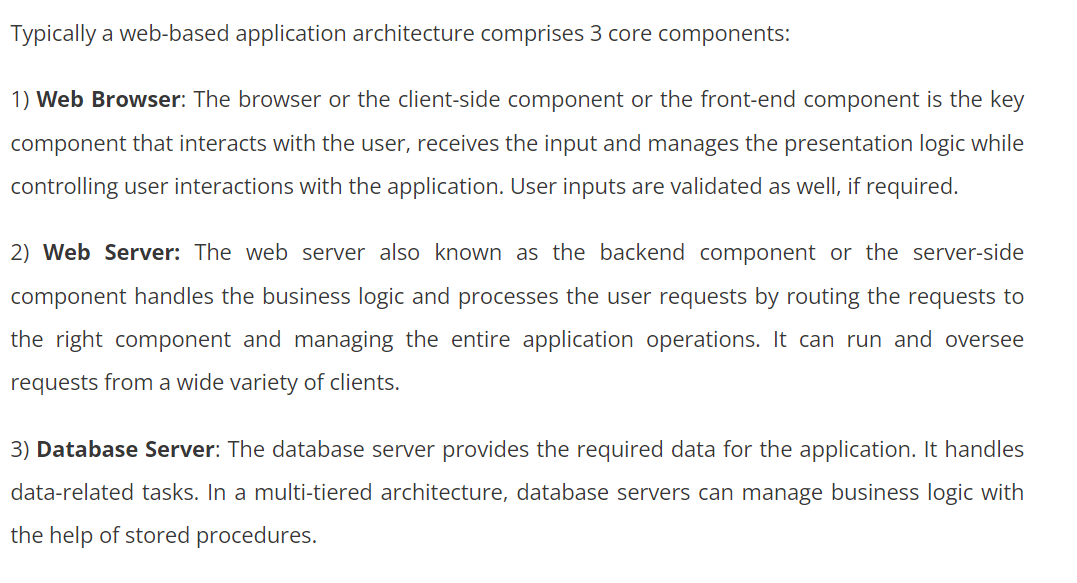 Typically a web-based application architecture comprises 3 core components:
1) Web Browser: The browser or the client-side component or the front-end component is the key
component that interacts with the user, receives the input and manages the presentation logic while
controlling user interactions with the application. User inputs are validated as well, if required.
2) Web Server: The web server also known as the backend component or the server-side
component handles the business logic and processes the user requests by routing the requests to
the right component and managing the entire application operations. It can run and oversee
requests from a wide variety of clients.
3) Database Server: The database server provides the required data for the application. It handles
data-related tasks. In a multi-tiered architecture, database servers can manage business logic with
the help of stored procedures.